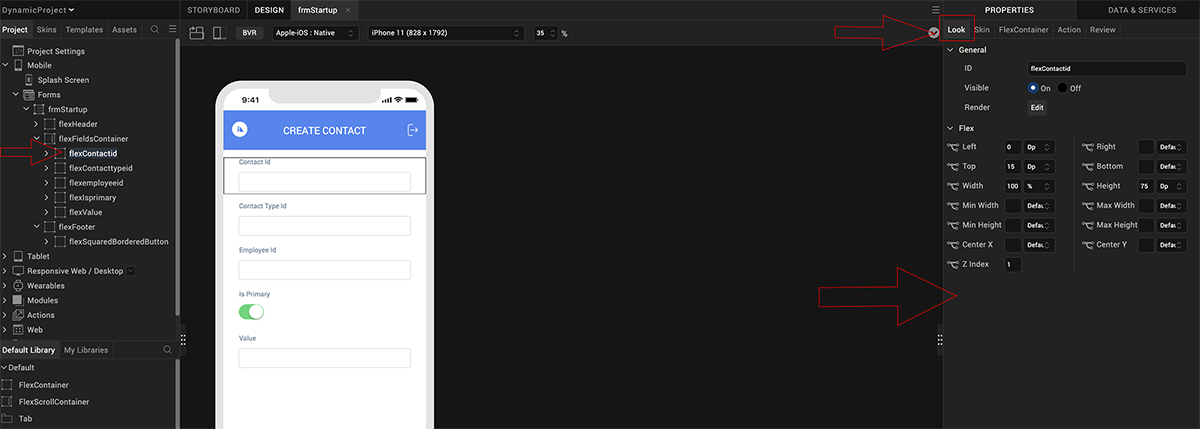 DynamicProject
STORYBOARD
DESIGN
frmStartup
PROPERTIES
DATA & SERVICES
Project
Skins
Templates
Assets
BVR
Apple-iOS : Native
iPhone 11 (828 x 1792)
35
%
Look
Skin
FlexContainer
Action
Review
Project Settings
Mobile
Splash Screen
Forms
frmStartup
flexHeader
flexFieldsContainer
flexContactid
flexContacttypeid
flexemployeeid
flexIsprimary
flexValue
flexFooter
flexSquaredBorderedButton
Tablet
Responsive Web / Desktop
Wearables
Modules
Actions
Web
Default Library
My Libraries
Default
FlexContainer
FlexScrollContainer
Tab
9:41
CREATE CONTACT
Contact Id
Contact Type Id
Employee Id
Is Primary
Value
General
ID
flexContactid
Visible
On
Off
Render
Edit
Flex
Left
0
Dp
Right
Defau
Top
15
Dp
Bottom
Defau
Width
100
%
Height
75
Dp
Min Width
Defau
Max Width
Defau
Min Height
Defau
Max Height
Defau
Center X
Defau
Center Y
Defau
Z Index
1